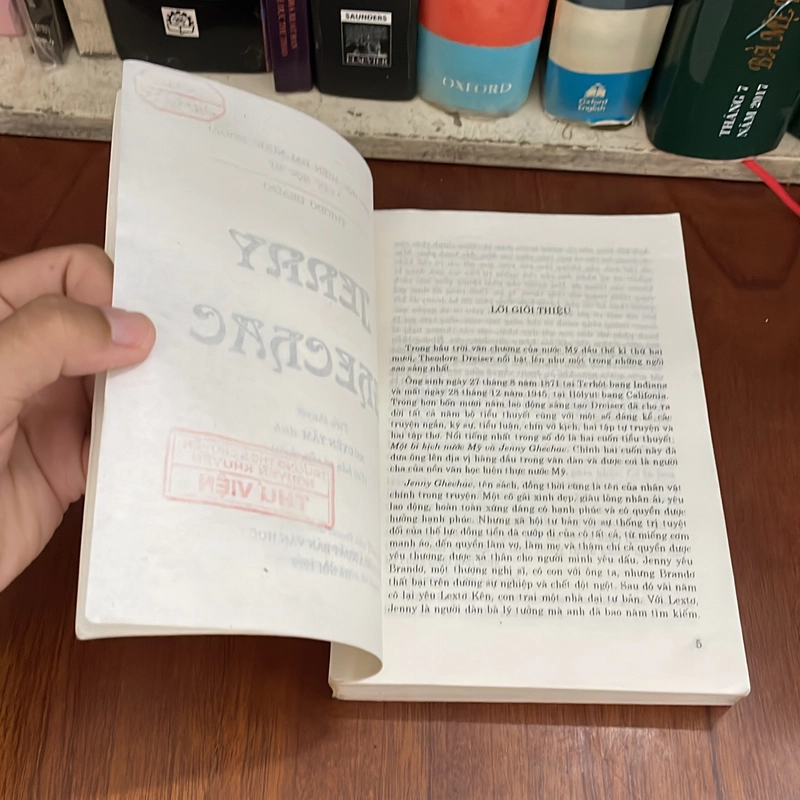 SAUNDERS
ELSEVIER
OXFORD
Oxford
English
THÁNG 7
NĂM 2017
JENNY
GHECHAC
TRƯỜNG THPT CHUYÊN
NGUYỄN KHUYẾN
THƯ VIỆN
LỜI GIỚI THIỆU
Trong bầu trời văn chương của nước Mỹ đầu thế kỉ thứ hai
mươi, Theodore Dreiser nổi bật lên như một trong những ngôi
sao sáng nhất.
Ông sinh ngày 27 tháng 8 năm 1871 tại Terhôt bang Indiana
và mất ngày 28 tháng 12 năm 1945, tại Hôlyut bang Califonia.
Trong hơn bốn mươi năm lao động sáng tạo Dreiser đã cho ra
đời tất cả năm bộ tiểu thuyết cùng với một số đáng kể các
truyện ngắn, ký sự, tiểu luận, chín vở kịch, hai tập tự truyện và
hai tập thơ. Nổi tiếng nhất trong số đó là hai cuốn tiểu thuyết:
Một bi kịch nước Mỹ và Jenny Ghechac. Chính hai cuốn này đã
đưa ông lên địa vị hàng đầu trong văn đàn và được coi là người
cha của nền văn học hiện thực nước Mỹ.
Jenny Ghechac, tên sách, đồng thời cũng là tên của nhân vật
chính trong truyện. Một cô gái xinh đẹp, giàu lòng nhân ái, yêu
lao động, hoàn toàn xứng đáng có hạnh phúc và có quyền được
hưởng hạnh phúc. Nhưng xã hội tư bản với sự thống trị tuyệt
đối của thế lực đồng tiền đã cướp đi của cô tất cả, từ miếng cơm
manh áo, đến quyền làm vợ, làm mẹ và thậm chí cả quyền được
yêu thương, được xả thân cho người mình yêu dấu. Jenny yêu
Brandơ, một thượng nghị sĩ, có con với ông ta, nhưng Brandơ
thất bại trên đường sự nghiệp và chết đột ngột. Sau đó vài năm
cô lại yêu Lextơ Kên, con trai một nhà đại tư bản. Với Lextơ,
Jenny là người đàn bà lý tưởng mà anh đã bao năm tìm kiếm.
5